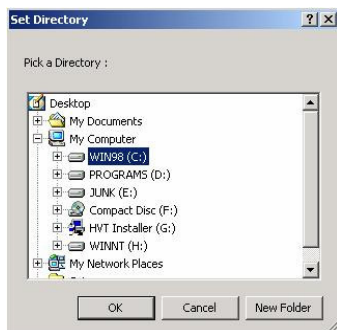 Set Directory
Pick a Directory :
Desktop
My Documents
My Computer
WIN98 (C:)
PROGRAMS (D:)
JUNK (E:)
Compact Disc (F:)
HVT Installer (G:)
WINNT (H:)
My Network Places
OK Cancel New Folder